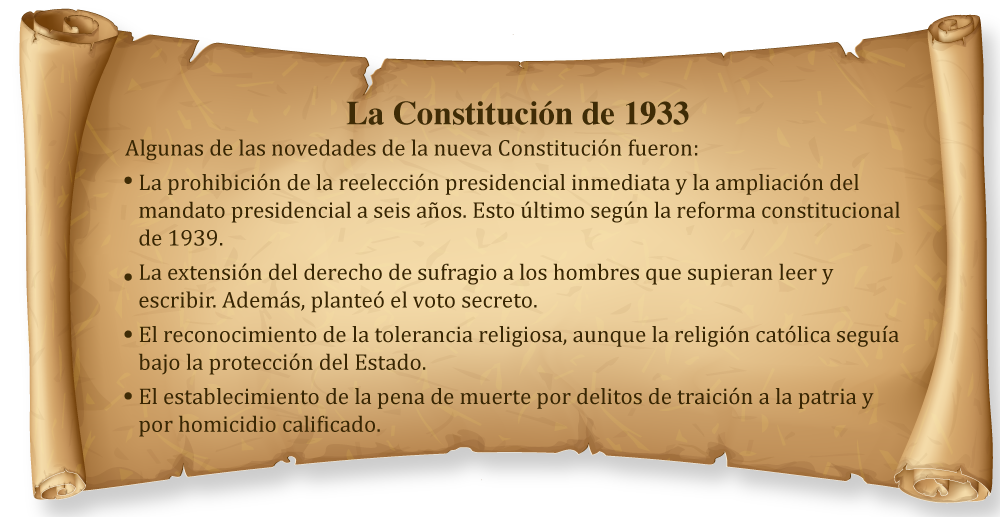 La Constitución de 1933
Algunas de las novedades de la nueva Constitución fueron:
• La prohibición de la reelección presidencial inmediata y la ampliación del
mandato presidencial a seis años. Esto último según la reforma constitucional
de 1939.
• La extensión del derecho de sufragio a los hombres que supieran leer y
escribir. Además, planteó el voto secreto.
• El reconocimiento de la tolerancia religiosa, aunque la religión católica seguía
bajo la protección del Estado.
• El establecimiento de la pena de muerte por delitos de traición a la patria y
por homicidio calificado.